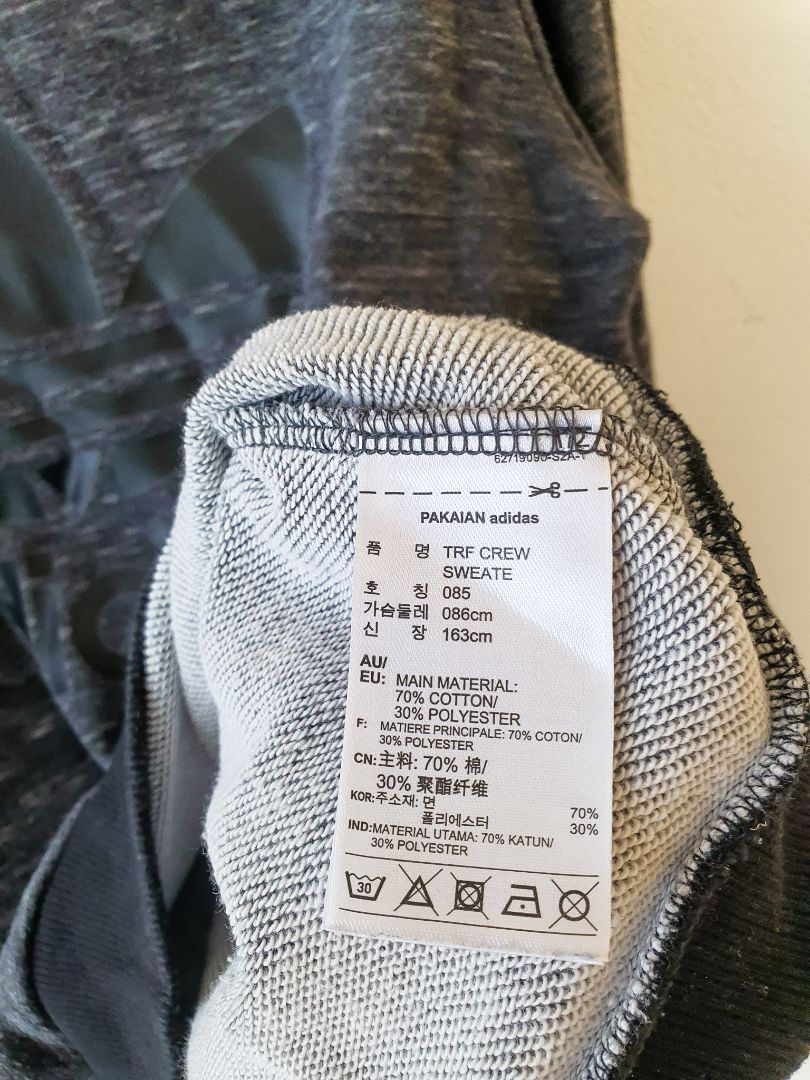 62719090-S2A-1
PAKAIAN adidas
품 명 TRF CREW
SWEATE
호 칭 085
가슴둘레 086cm
신 장 163cm
AU/
EU: MAIN MATERIAL:
70% COTTON/
30% POLYESTER
F: MATIERE PRINCIPALE: 70% COTON/
30% POLYESTER
CN:主料: 70% 棉/
30% 聚酯纤维
KOR:주소재: 면 70%
폴리에스터 30%
IND:MATERIAL UTAMA: 70% KATUN/
30% POLYESTER
30